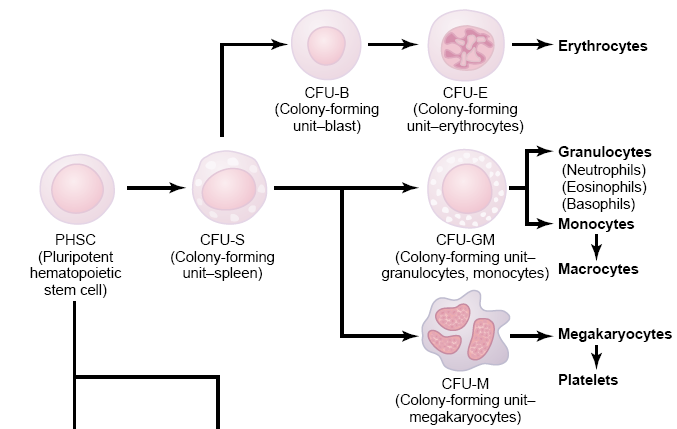 CFU-B
(Colony-forming
unit–blast)
CFU-E
(Colony-forming
unit–erythrocytes)
Erythrocytes
PHSC
(Pluripotent
hematopoietic
stem cell)
CFU-S
(Colony-forming
unit–spleen)
CFU-GM
(Colony-forming unit–
granulocytes, monocytes)
Granulocytes
(Neutrophils)
(Eosinophils)
(Basophils)
Monocytes
Macrocytes
CFU-M
(Colony-forming unit–
megakaryocytes)
Megakaryocytes
Platelets